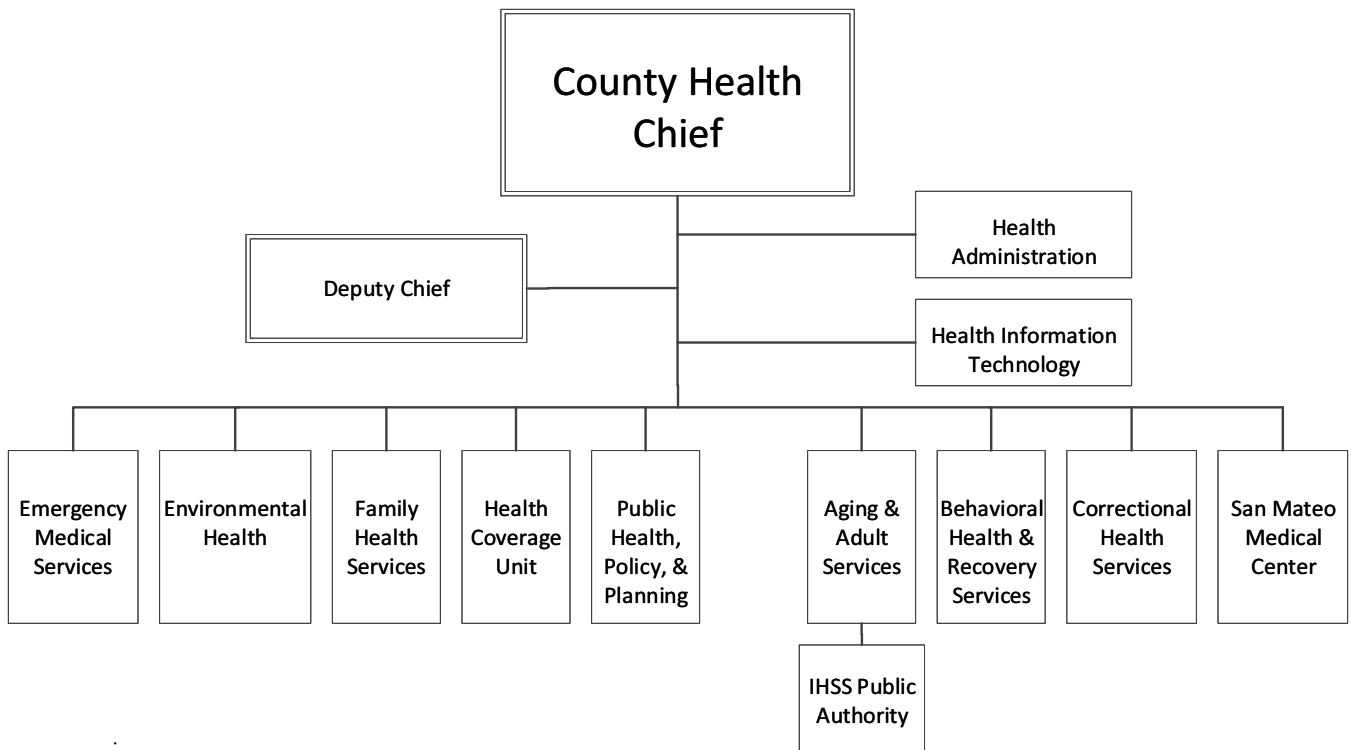 County Health
Chief
Health
Administration
Deputy Chief
Health Information
Technology
Emergency
Medical
Services
Environmental
Health
Family
Health
Services
Health
Coverage
Unit
Public
Health,
Policy, &
Planning
Aging &
Adult
Services
Behavioral
Health &
Recovery
Services
Correctional
Health
Services
San Mateo
Medical
Center
IHSS Public
Authority
.